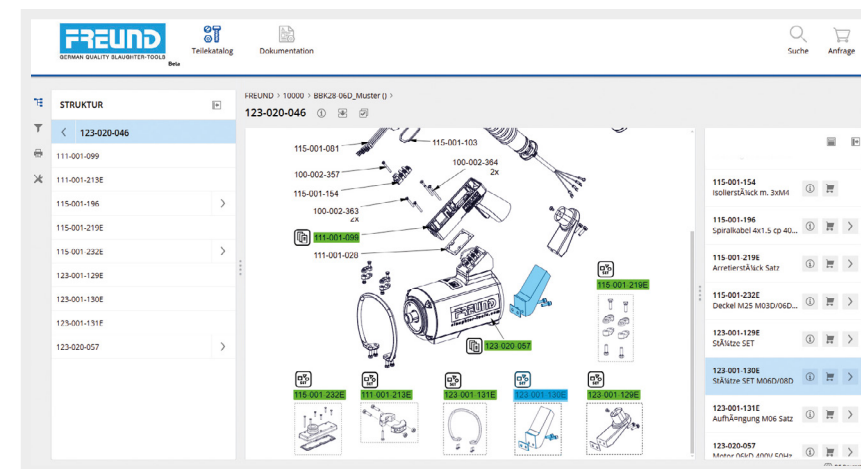 FREUND
GERMAN QUALITY SLAUGHTER-TOOLS
Beta
Teilekatalog
Dokumentation
Suche
Anfrage
STRUKTUR
123-020-046
111-001-099
111-001-213E
115-001-196
115-001-219E
115-001-232E
123-001-129E
123-001-130E
123-001-131E
123-020-057
FREUND > 10000 > BBK28-06D_Muster () >
123-020-046
115-001-081
115-001-103
100-002-357
100-002-364
2x
115-001-154
100-002-363
2x
111-001-099
111-001-028
FREUND
SET
115 001 219E
123 020 057
SET
115 001 232E
SET
111 001 213E
SET
123 001 131E
SET
123 001 130E
SET
123 001-129E
115-001-154
IsolierstÃ¼ck m. 3xM4
115-001-196
Spiralkabel 4x1.5 cp 40...
115-001-219E
ArretierstÃ¼ck Satz
115-001-232E
Deckel M25 M03D/06D...
123-001-129E
StÃ¼tze SET
123-001-130E
StÃ¼tze SET M06D/08D
123-001-131E
AufhÃ¤ngung M06 Satz
123-020-057
Motor 06kD 400V 50Hz